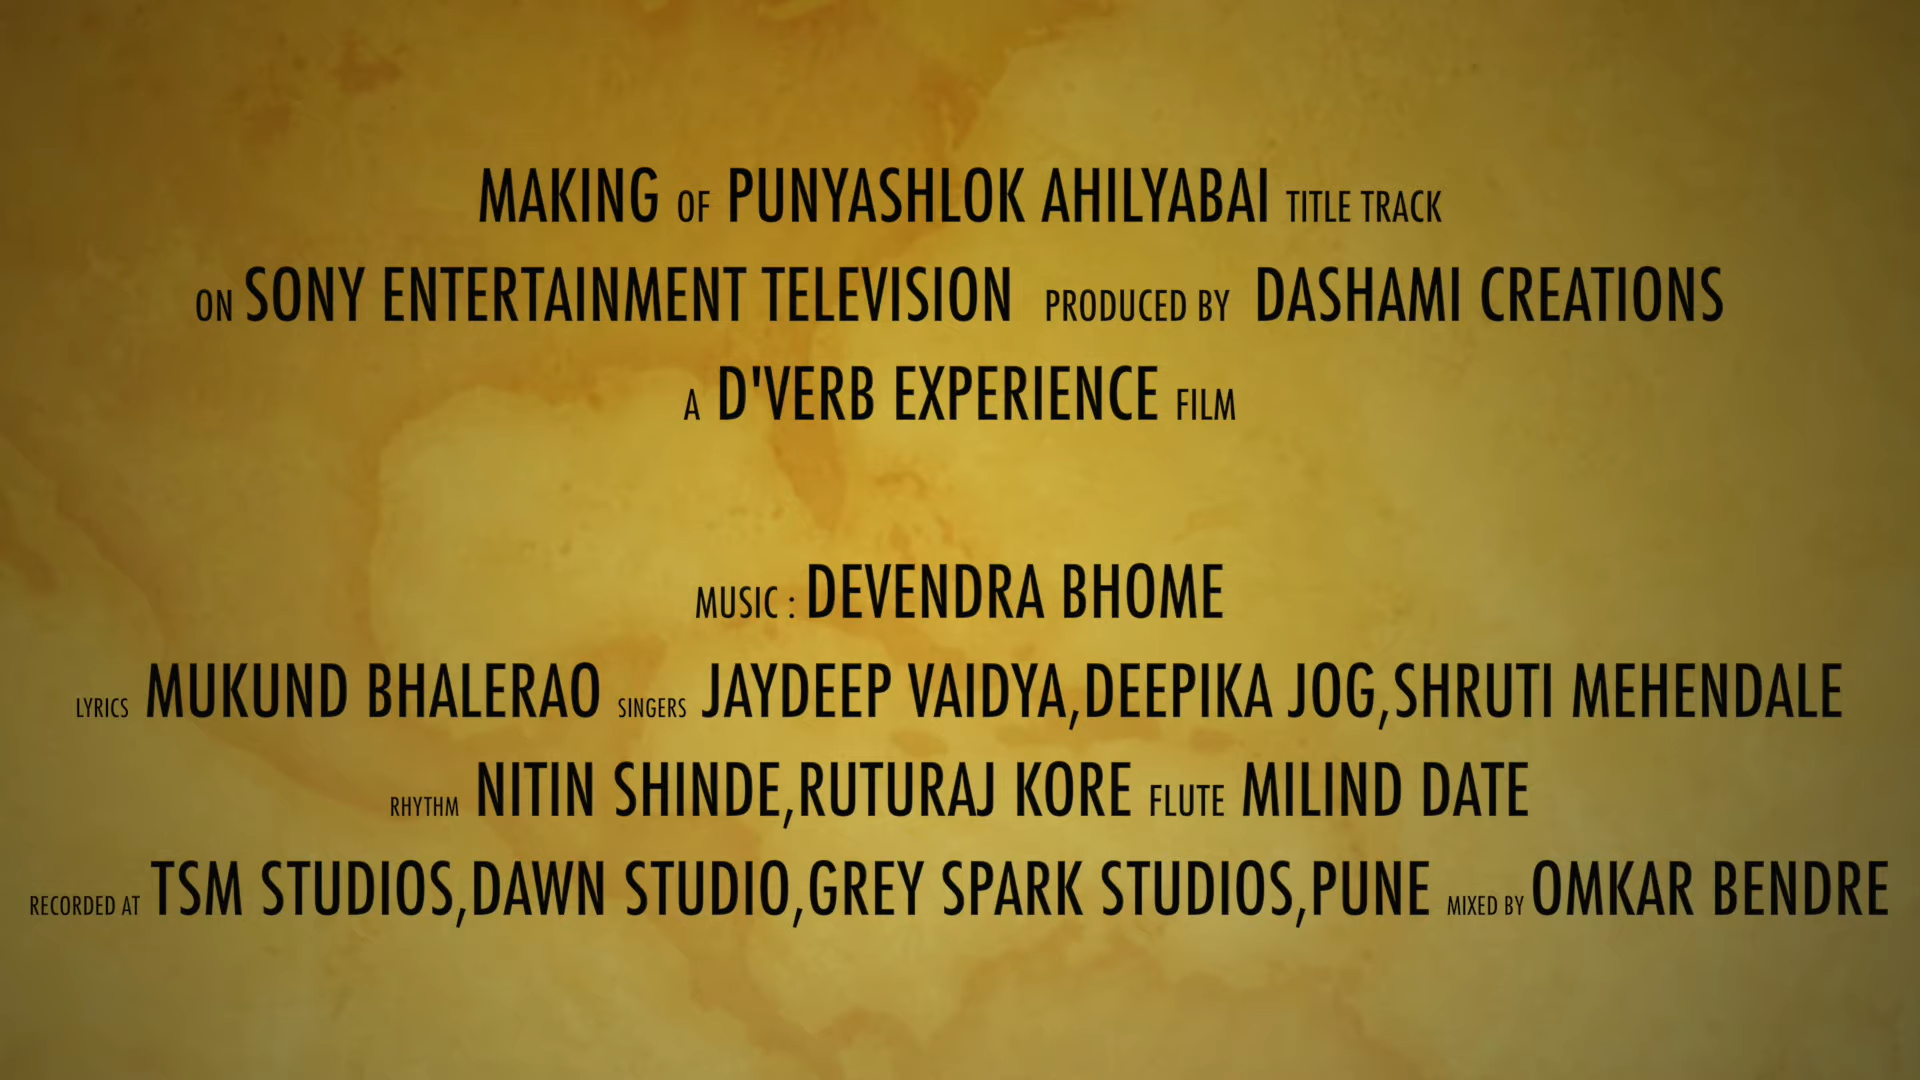 MAKING OF PUNYASHLOK AHILYABAI TITLE TRACK
ON SONY ENTERTAINMENT TELEVISION PRODUCED BY DASHAMI CREATIONS
A D'VERB EXPERIENCE FILM
MUSIC : DEVENDRA BHOME
LYRICS MUKUND BHALERAO SINGERS JAYDEEP VAIDYA,DEEPIKA JOG,SHRUTI MEHENDALE
RHYTHM NITIN SHINDE,RUTURAJ KORE FLUTE MILIND DATE
RECORDED AT TSM STUDIOS,DAWN STUDIO,GREY SPARK STUDIOS,PUNE MIXED BY OMKAR BENDRE